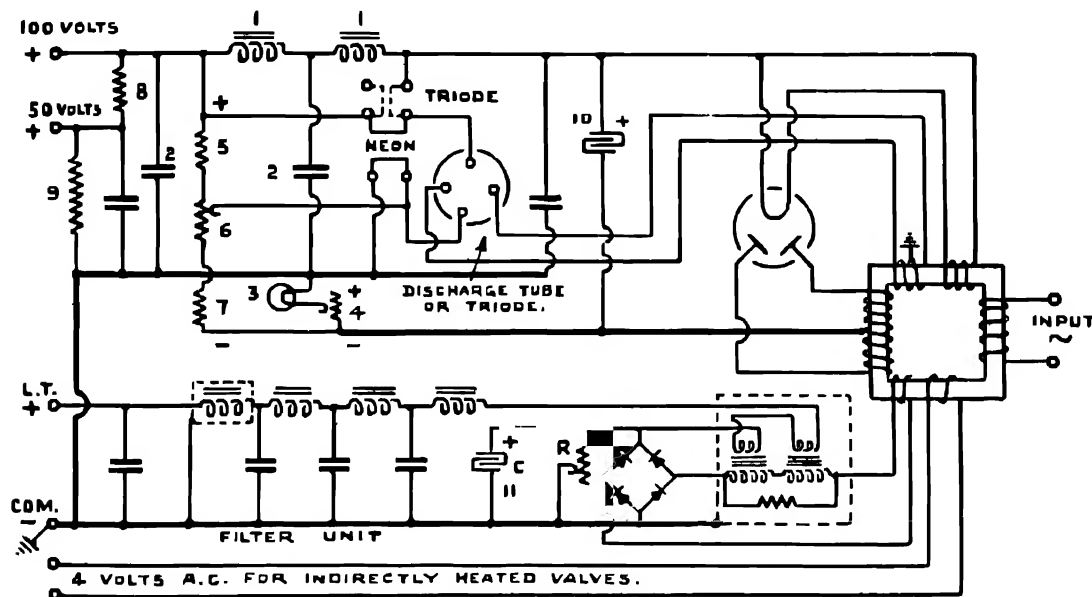 100 VOLTS
+
1
1
8
50 VOLTS
+
+
TRIODE
5
2
2
NEON
10
+
9
6
3
+
4
7
DISCHARGE TUBE
OR TRIODE.
-
-
INPUT
~
L.T.
+
+
C
11
R
COM.
-
FILTER UNIT
4 VOLTS A.C. FOR INDIRECTLY HEATED VALVES.